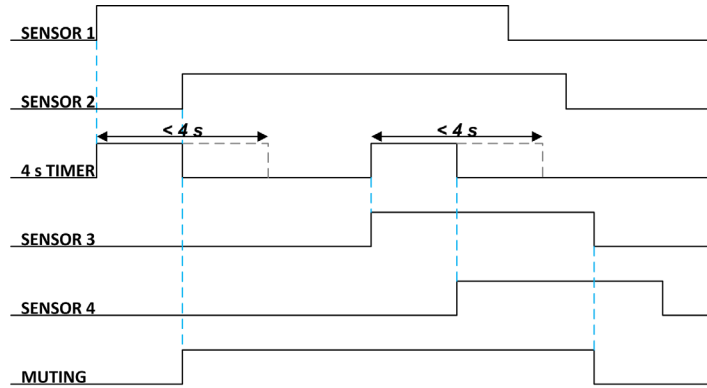 SENSOR 1
SENSOR 2
< 4 s < 4 s
4 s TIMER
SENSOR 3
SENSOR 4
MUTING